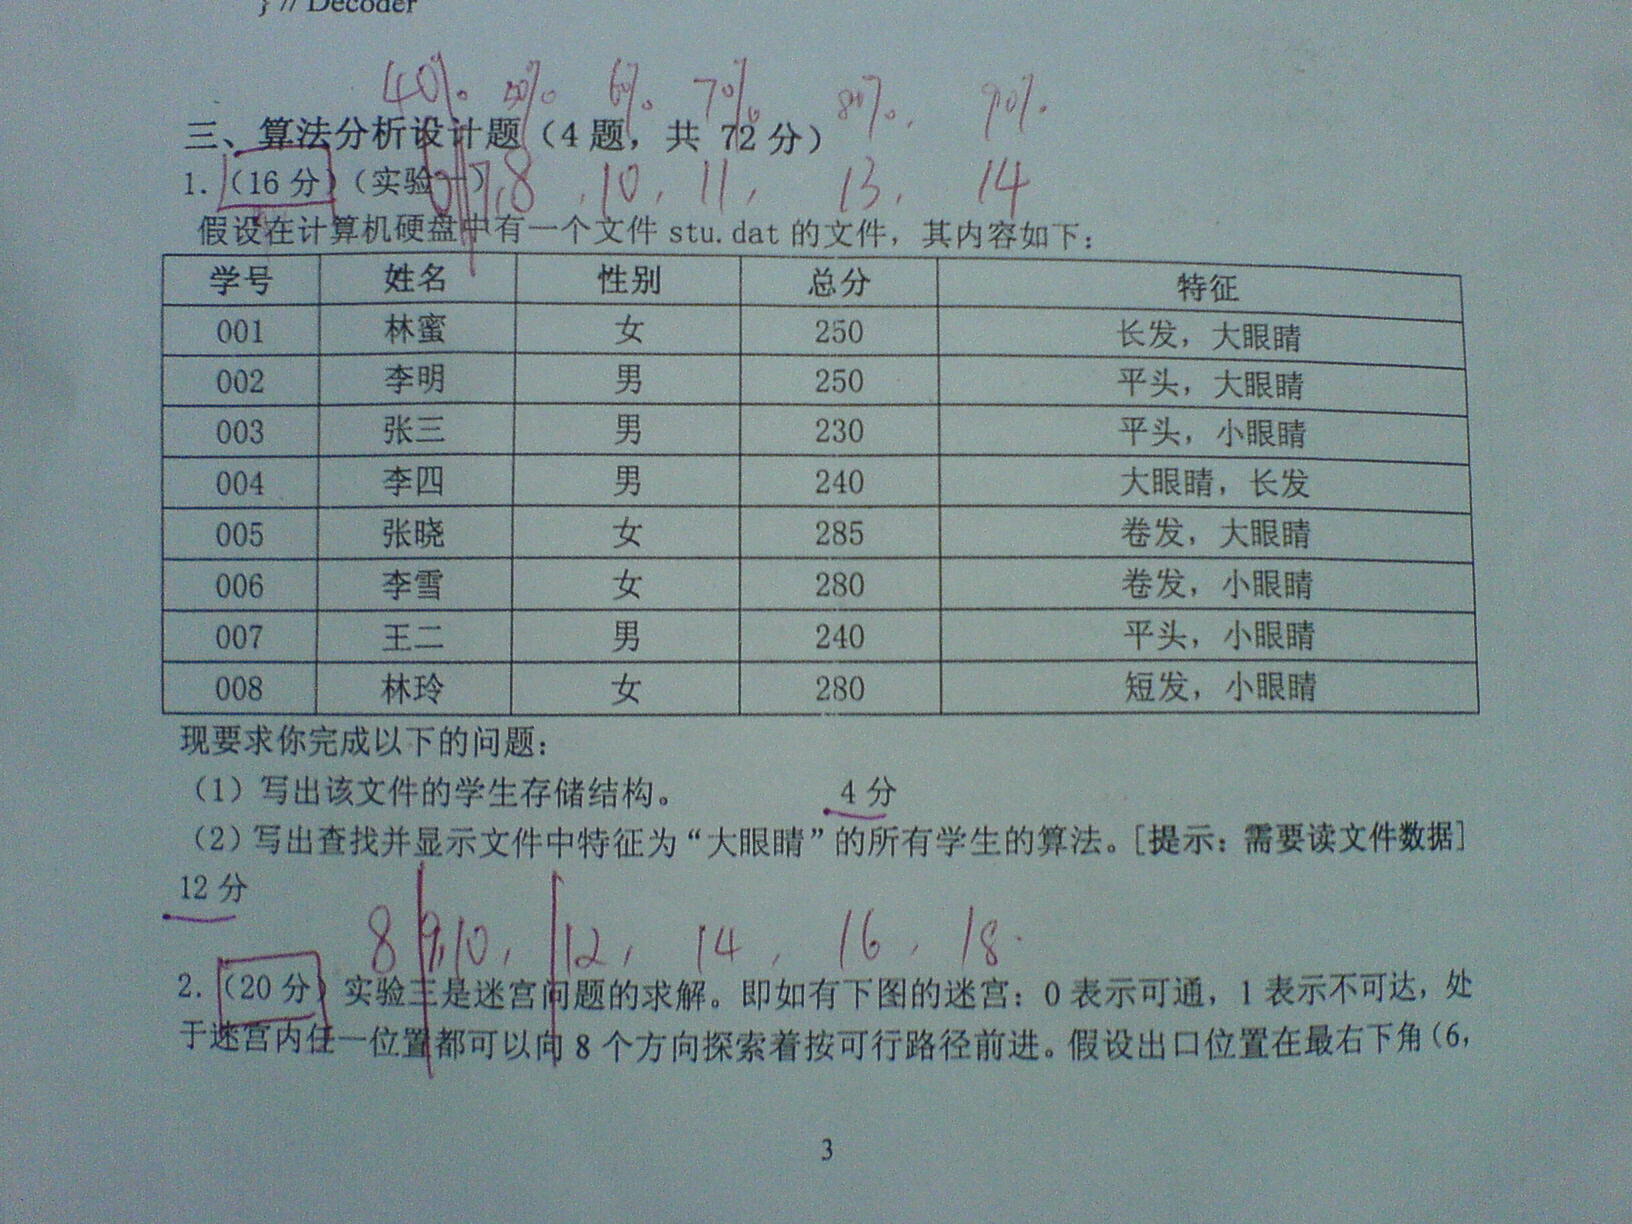 } // Decoder
40% 50% 60% 70% 80%. 90%.
三、算法分析设计题（4 题，共 72 分）
1.（16 分）（实验一）
7,8 , 10, 11, 13, 14
假设在计算机硬盘中有一个文件 stu.dat 的文件，其内容如下：
学号 姓名 性别 总分 特征
001 林蜜 女 250 长发，大眼睛
002 李明 男 250 平头，大眼睛
003 张三 男 230 平头，小眼睛
004 李四 男 240 大眼睛，长发
005 张晓 女 285 卷发，大眼睛
006 李雪 女 280 卷发，小眼睛
007 王二 男 240 平头，小眼睛
008 林玲 女 280 短发，小眼睛
现要求你完成以下的问题：
（1）写出该文件的学生存储结构。 4 分
（2）写出查找并显示文件中特征为“大眼睛”的所有学生的算法。[提示：需要读文件数据]
12 分
8 9,10, 12, 14, 16, 18.
2.（20 分）实验三是迷宫问题的求解。即如有下图的迷宫：0 表示可通，1 表示不可达，处
于迷宫内任一位置都可以向 8 个方向探索着按可行路径前进。假设出口位置在最右下角(6,
3